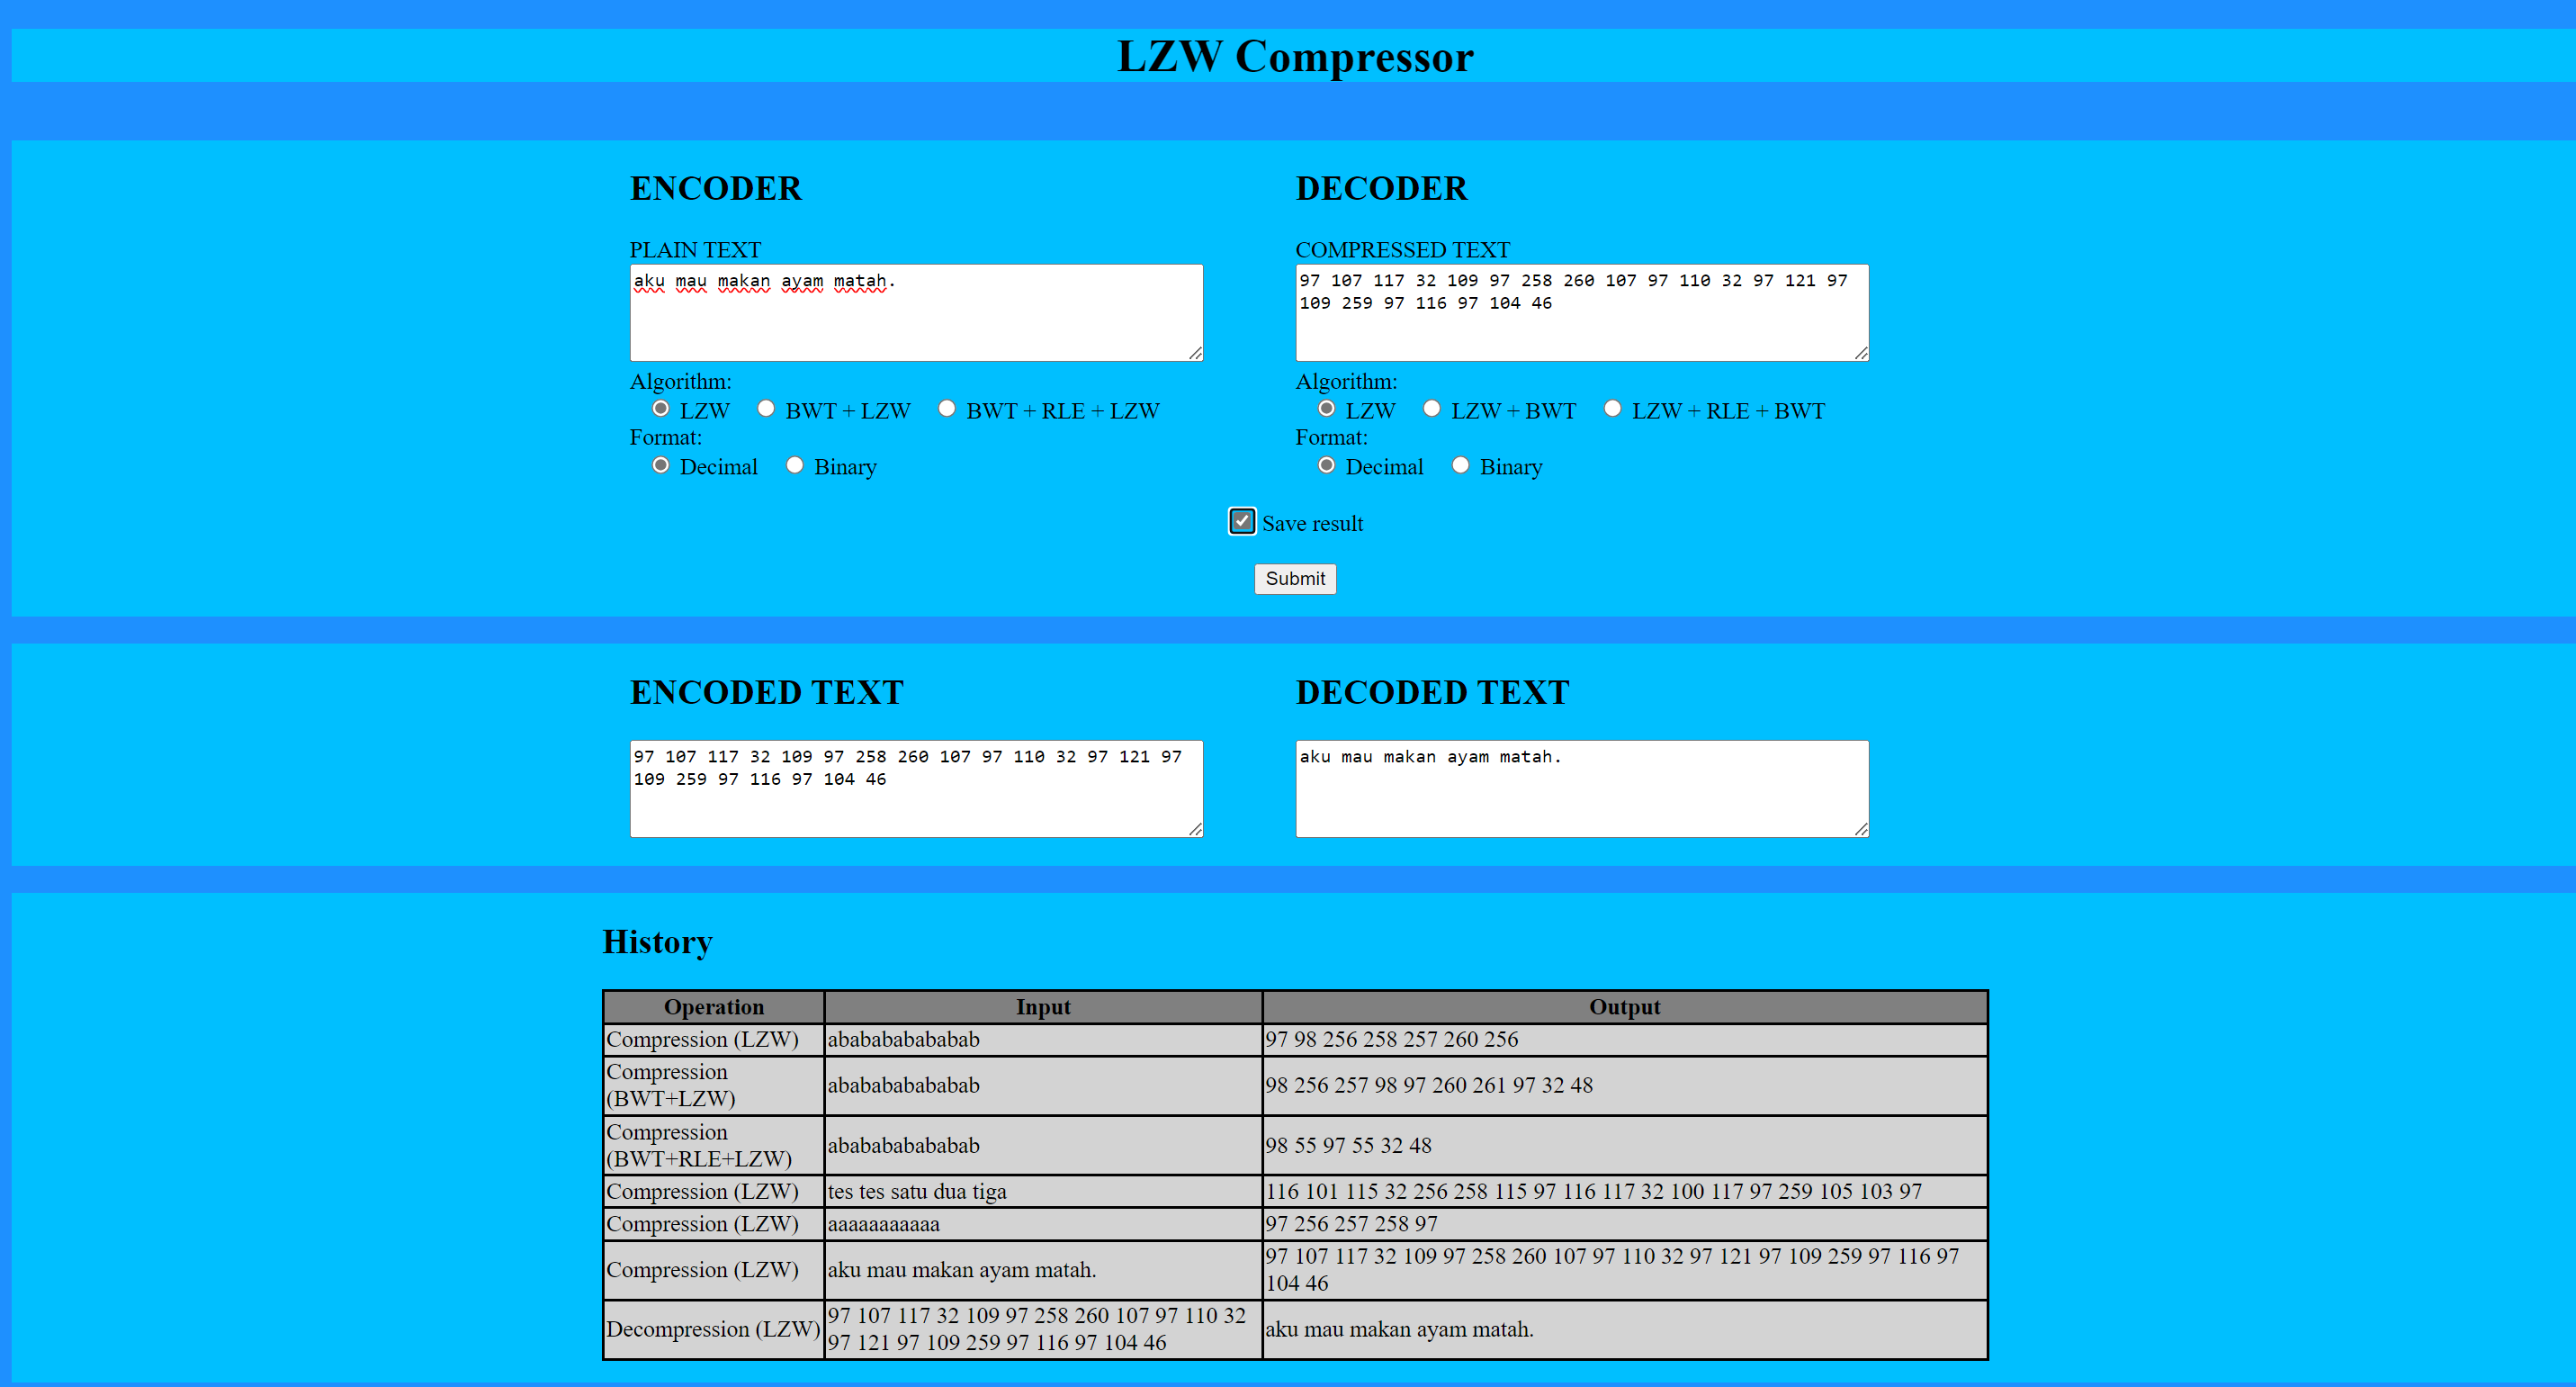 LZW Compressor
ENCODER
PLAIN TEXT
aku mau makan ayam matah.
Algorithm:
LZW BWT + LZW BWT + RLE + LZW
Format:
Decimal Binary
DECODER
COMPRESSED TEXT
97 107 117 32 109 97 258 260 107 97 110 32 97 121 97
109 259 97 116 97 104 46
Algorithm:
LZW LZW + BWT LZW + RLE + BWT
Format:
Decimal Binary
Save result
Submit
ENCODED TEXT
97 107 117 32 109 97 258 260 107 97 110 32 97 121 97
109 259 97 116 97 104 46
DECODED TEXT
aku mau makan ayam matah.
History
Operation Input Output
Compression (LZW) ababababababab 97 98 256 258 257 260 256
Compression
(BWT+LZW) ababababababab 98 256 257 98 97 260 261 97 32 48
Compression
(BWT+RLE+LZW) ababababababab 98 55 97 55 32 48
Compression (LZW) tes tes satu dua tiga 116 101 115 32 256 258 115 97 116 117 32 100 117 97 259 105 103 97
Compression (LZW) aaaaaaaaaaa 97 256 257 258 97
Compression (LZW) aku mau makan ayam matah. 97 107 117 32 109 97 258 260 107 97 110 32 97 121 97 109 259 97 116 97
104 46
Decompression (LZW) 97 107 117 32 109 97 258 260 107 97 110 32
97 121 97 109 259 97 116 97 104 46 aku mau makan ayam matah.